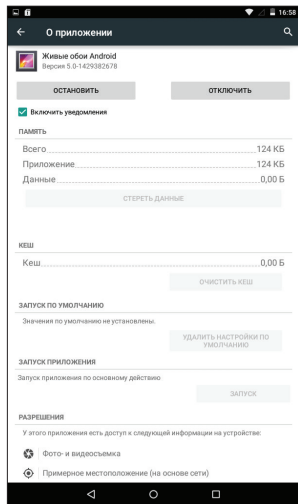 16:58
О приложении
Живые обои Android
Версия 5.0-1429382678
ОСТАНОВИТЬ
ОТКЛЮЧИТЬ
Включить уведомления
ПАМЯТЬ
Всего 124 КБ
Приложение 124 КБ
Данные 0,00 Б
СТЕРЕТЬ ДАННЫЕ
КЕШ
Кеш 0,00 Б
ОЧИСТИТЬ КЕШ
ЗАПУСК ПО УМОЛЧАНИЮ
Значения по умолчанию не установлены.
УДАЛИТЬ НАСТРОЙКИ ПО
УМОЛЧАНИЮ
ЗАПУСК ПРИЛОЖЕНИЯ
Запуск приложения по основному действию
ЗАПУСК
РАЗРЕШЕНИЯ
У этого приложения есть доступ к следующей информации на устройстве:
Фото- и видеосъемка
Примерное местоположение (на основе сети)